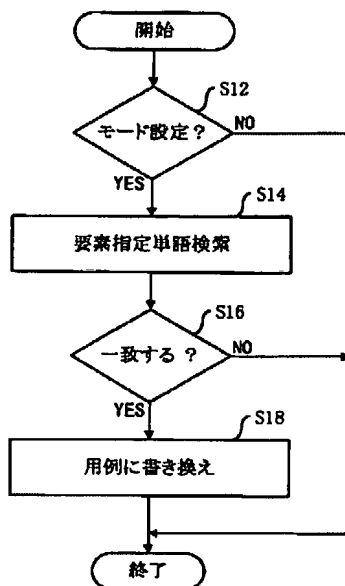 開始
S12
モード設定?
NO
YES
S14
要素指定単語検索
S16
一致する?
NO
YES
S18
用例に書き換え
終了